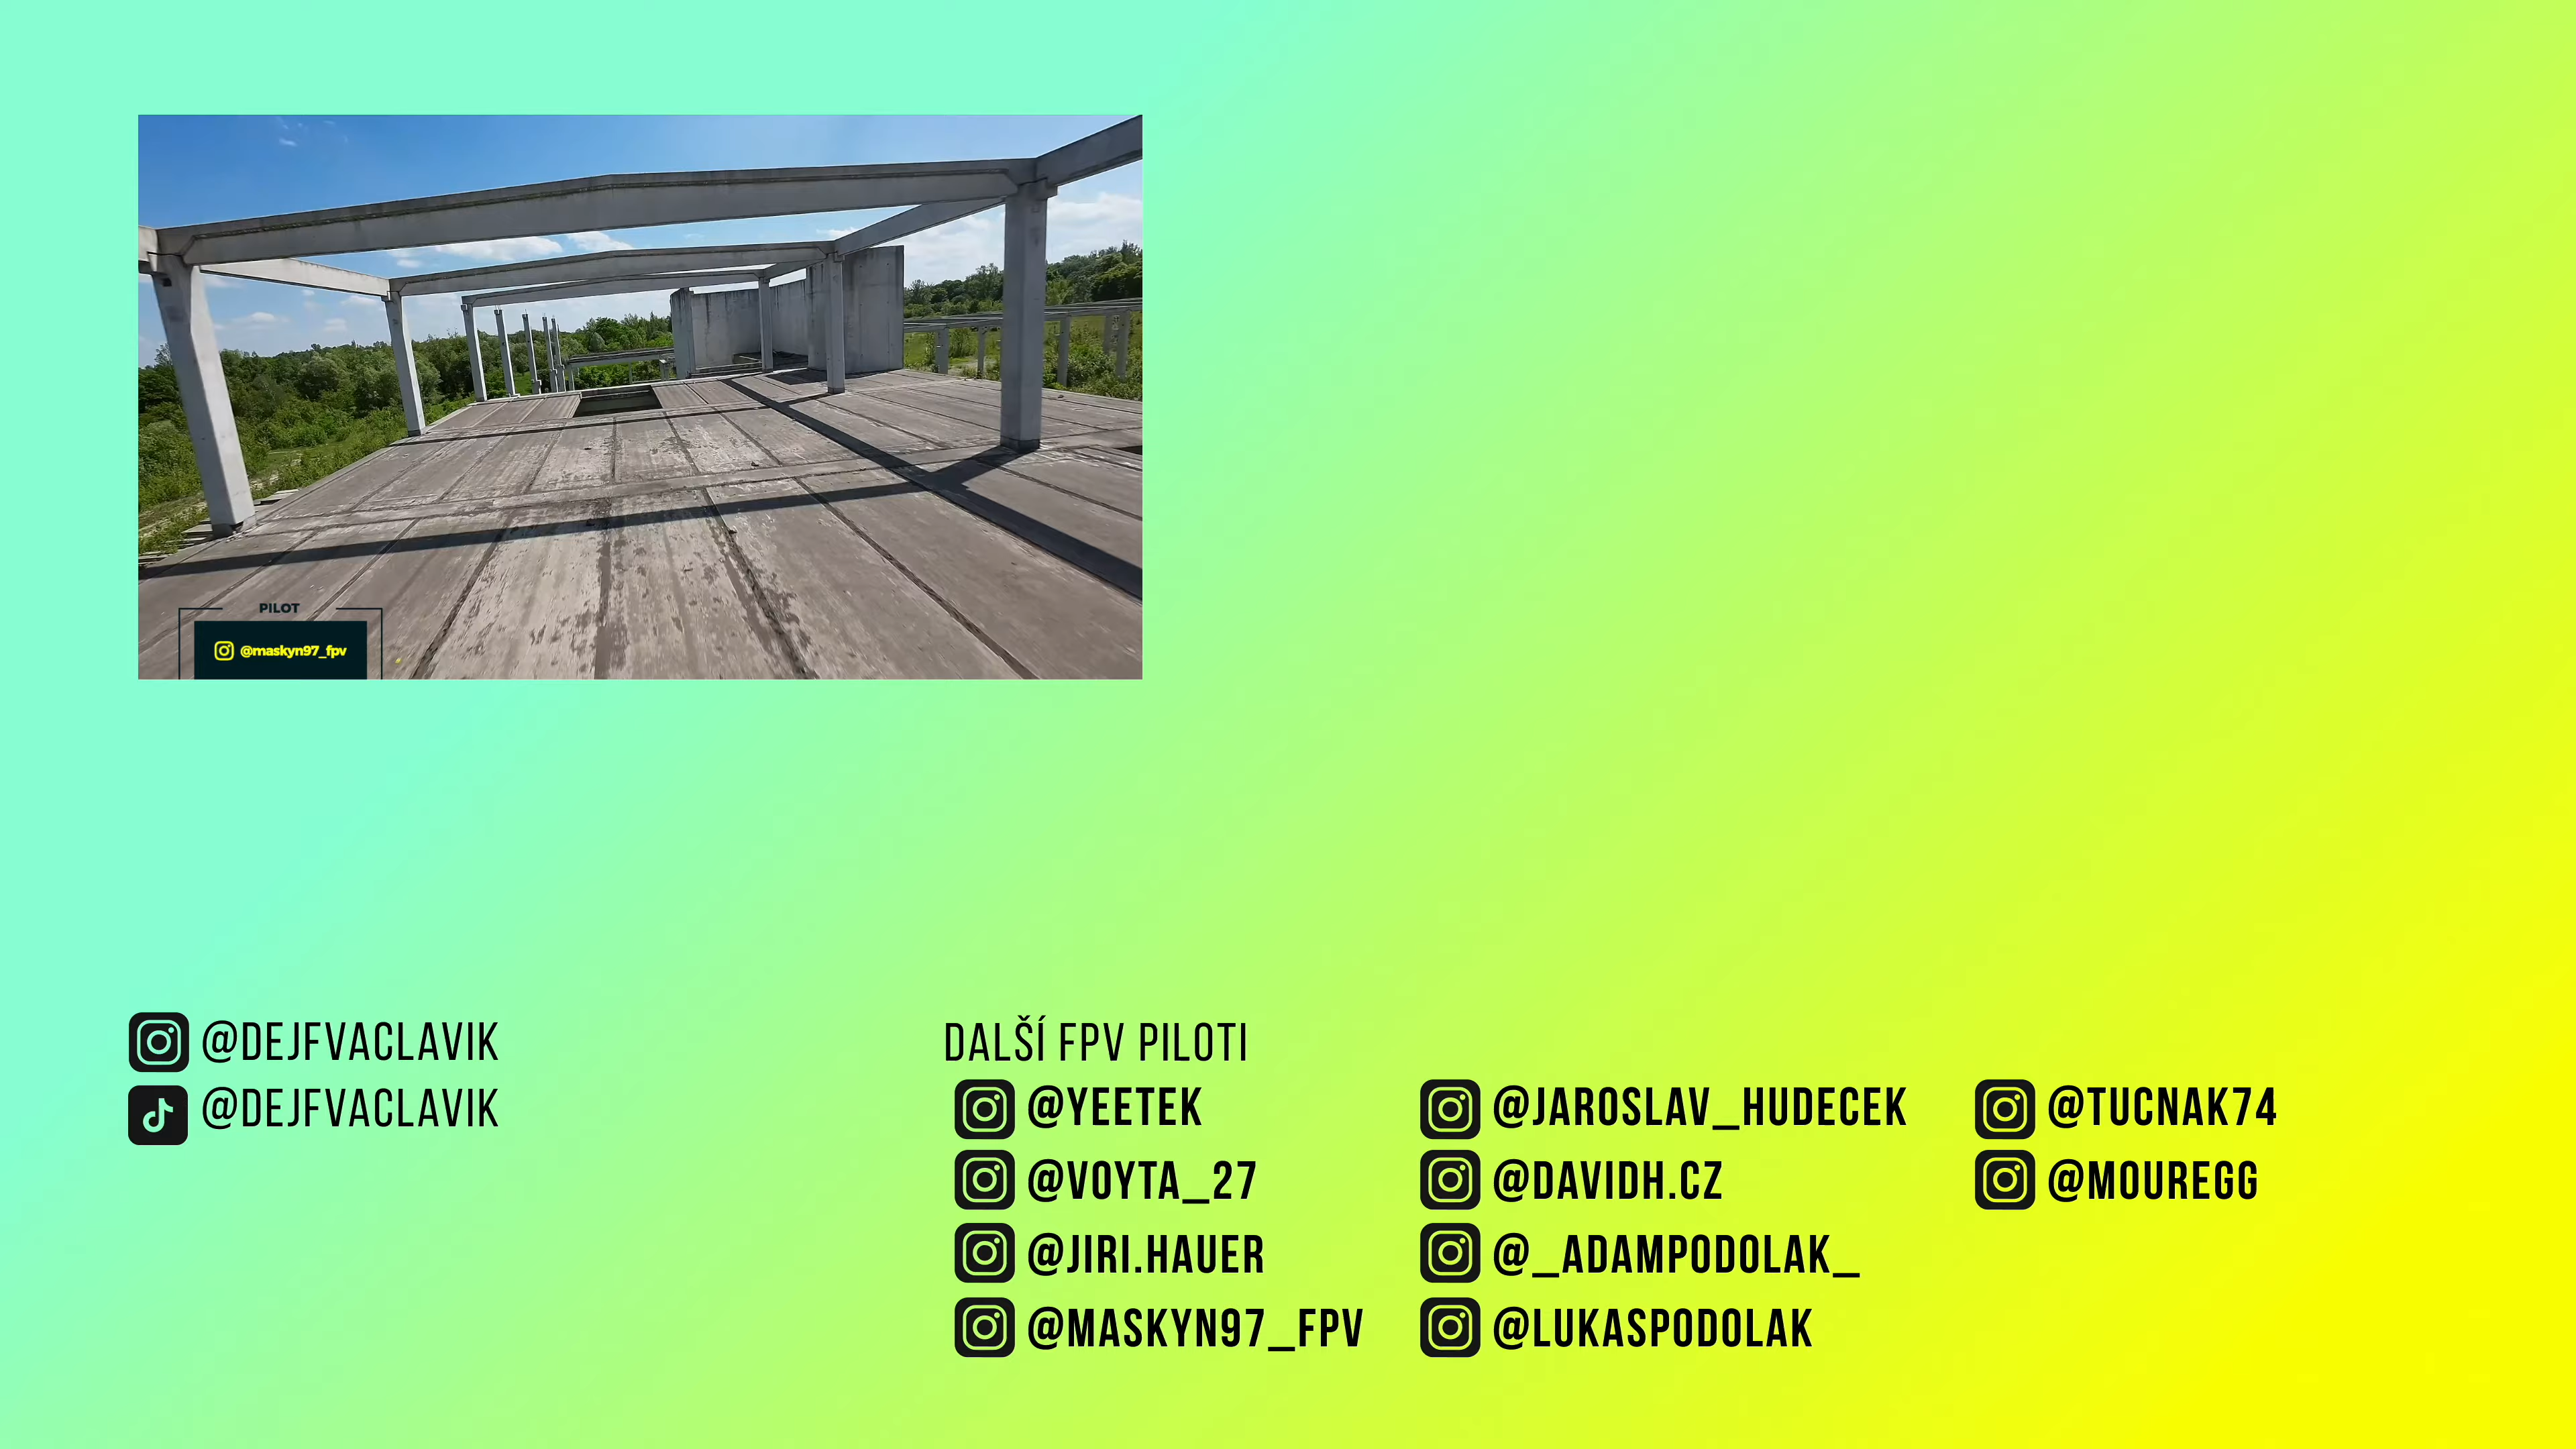 PILOT
@maskyn97_fpv
@DEJFVACLAVIK
@DEJFVACLAVIK
DALŠÍ FPV PILOTI
@YEETEK
@VOYTA_27
@JIRI.HAUER
@MASKYN97_FPV
@JAROSLAV_HUDECEK
@DAVIDH.CZ
@_ADAMPODOLAK_
@LUKASPODOLAK
@TUCNAK74
@MOUREGG